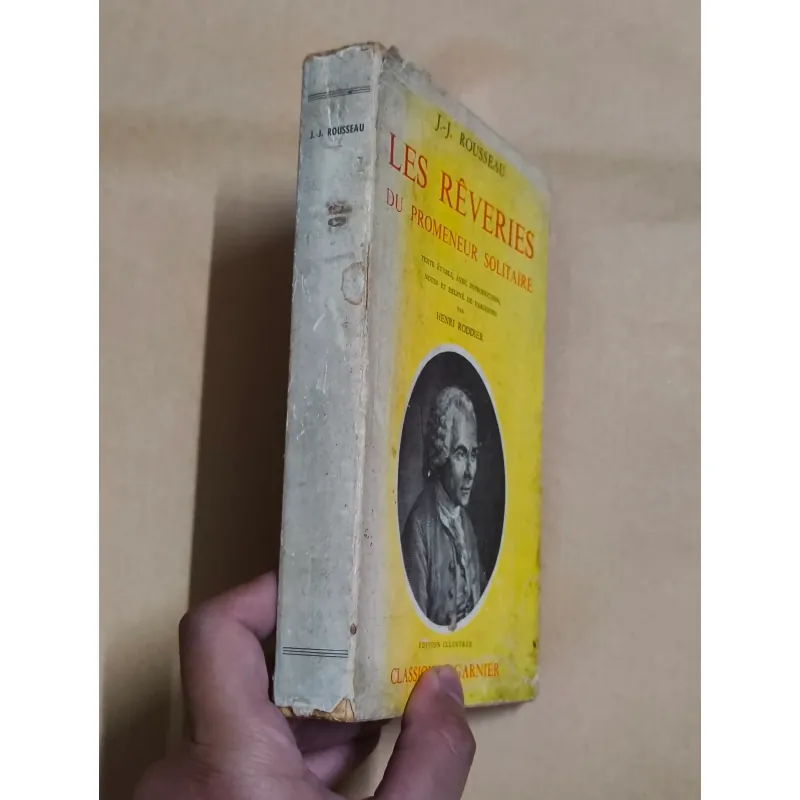 J.-J. ROUSSEAU
J.-J. ROUSSEAU
LES RÊVERIES
DU PROMENEUR SOLITAIRE
TEXTE ÉTABLI, AVEC INTRODUCTION,
NOTES ET RELEVÉ DE VARIANTES
PAR
HENRI RODDIER
ÉDITION ILLUSTRÉE
GARNIER